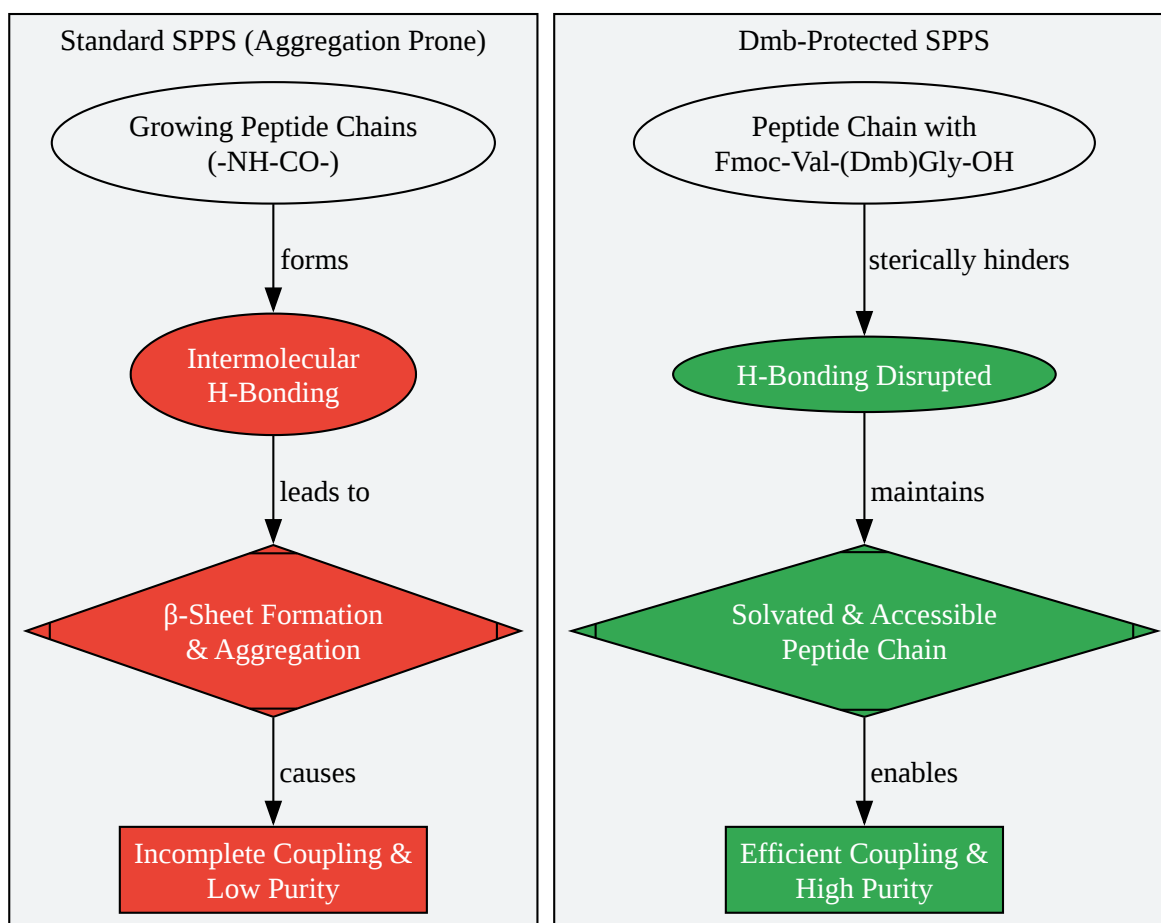 Standard SPPS (Aggregation Prone)
Growing Peptide Chains
(-NH-CO-)
forms
Intermolecular
H-Bonding
leads to
β-Sheet Formation
& Aggregation
causes
Incomplete Coupling &
Low Purity
Dmb-Protected SPPS
Peptide Chain with
Fmoc-Val-(Dmb)Gly-OH
sterically hinders
H-Bonding Disrupted
maintains
Solvated & Accessible
Peptide Chain
enables
Efficient Coupling &
High Purity